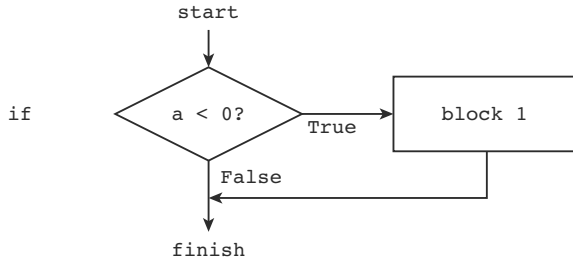 start
if
a < 0?
True
block 1
False
finish